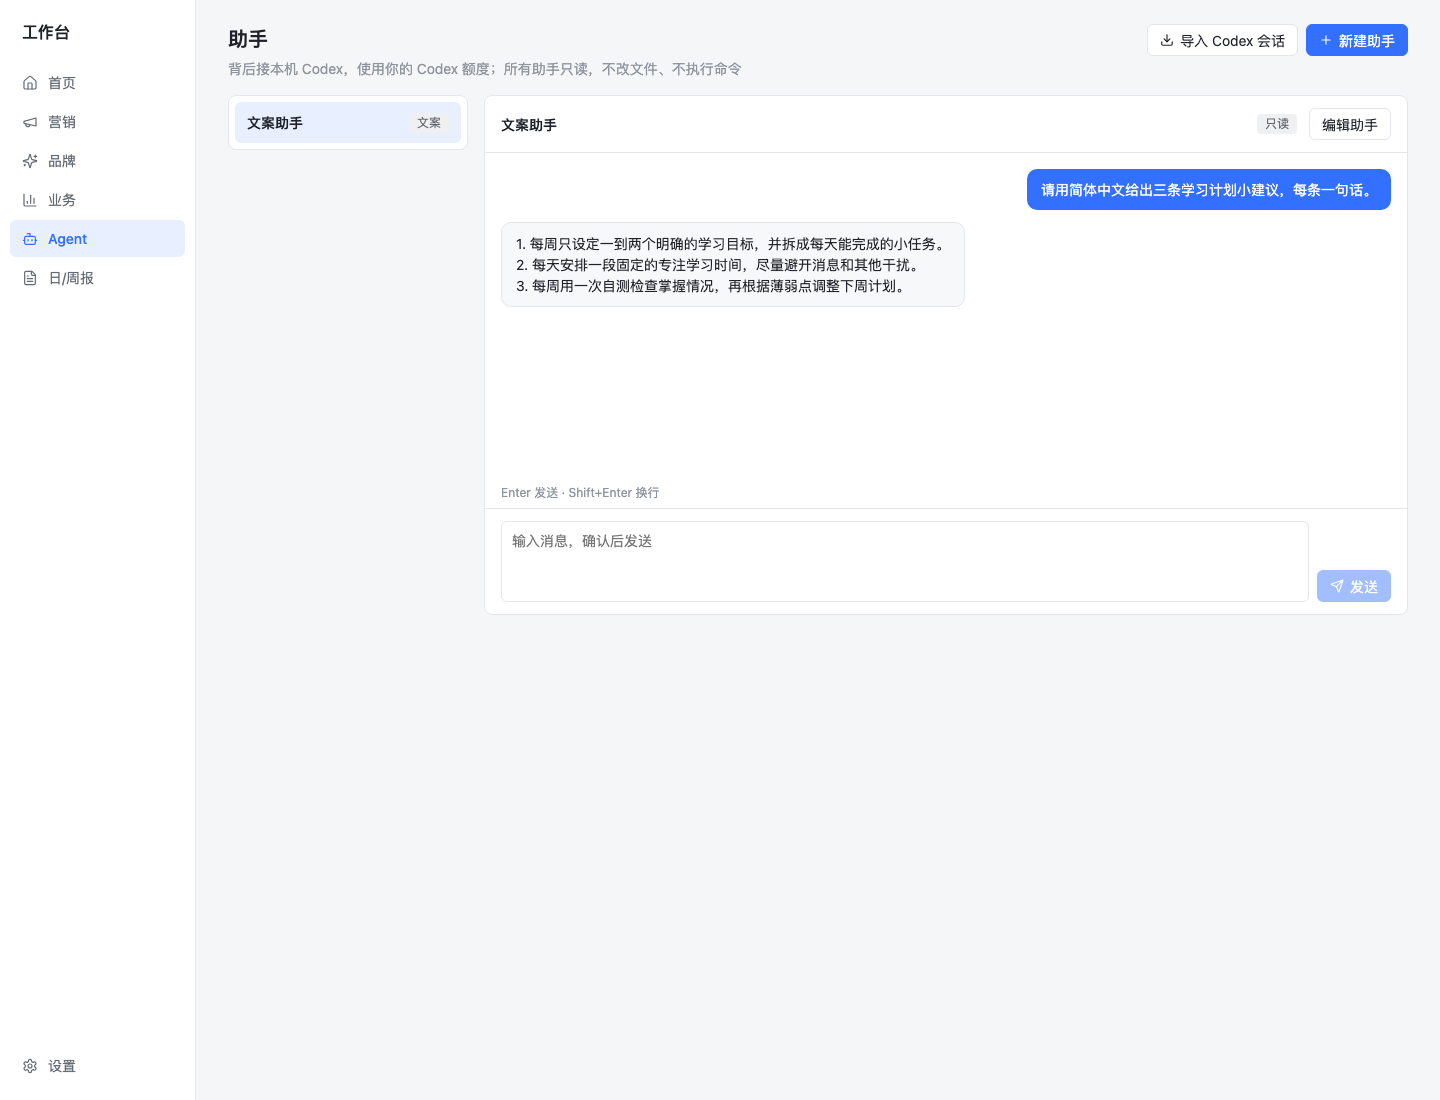 工作台
首页
营销
品牌
业务
Agent
日/周报
设置
助手
背后接本机 Codex，使用你的 Codex 额度；所有助手只读，不改文件、不执行命令
导入 Codex 会话
新建助手
文案助手 文案
文案助手
只读
编辑助手
请用简体中文给出三条学习计划小建议，每条一句话。
1. 每周只设定一到两个明确的学习目标，并拆成每天能完成的小任务。
2. 每天安排一段固定的专注学习时间，尽量避开消息和其他干扰。
3. 每周用一次自测检查掌握情况，再根据薄弱点调整下周计划。
Enter 发送 · Shift+Enter 换行
输入消息，确认后发送
发送